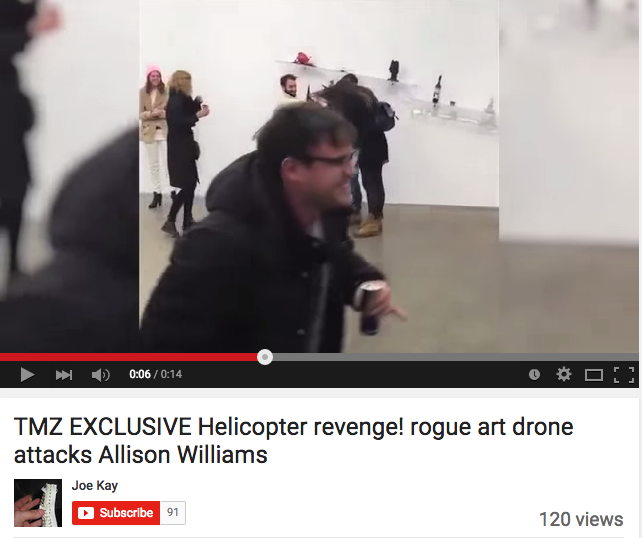 0:06 / 0:14
TMZ EXCLUSIVE Helicopter revenge! rogue art drone
attacks Allison Williams
Joe Kay
Subscribe 91
120 views